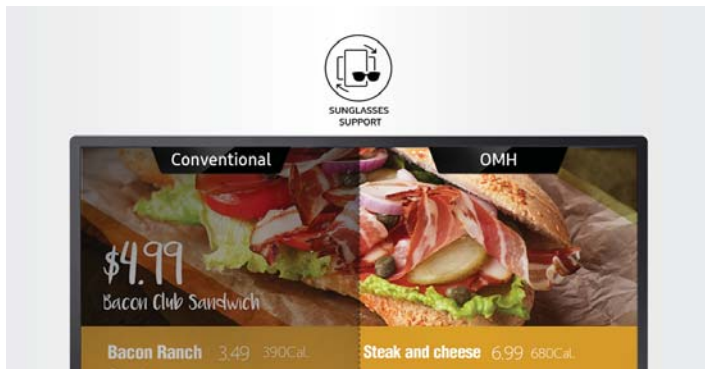 SUNGLASSES
SUPPORT
Conventional OMH
$4.99
Bacon Club Sandwich
Bacon Ranch 3.49 390Cal. Steak and cheese 6.99 680Cal.